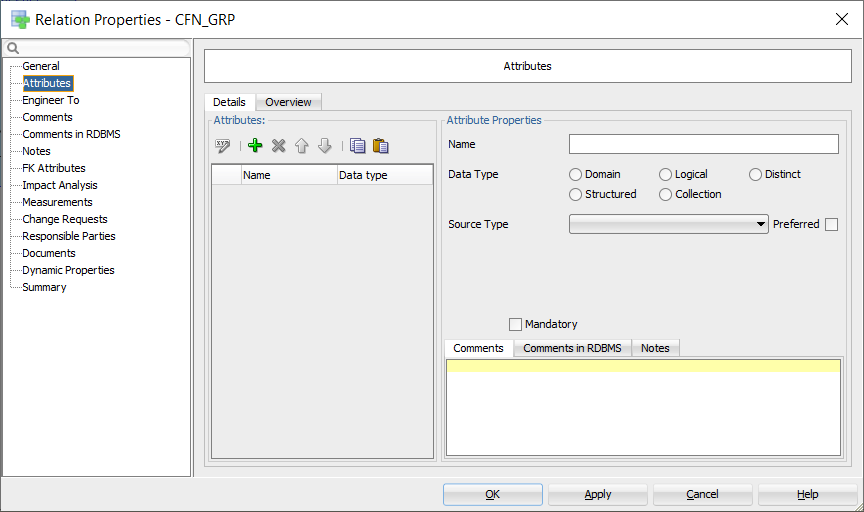 Relation Properties - CFN_GRP
General
Attributes
Engineer To
Comments
Comments in RDBMS
Notes
FK Attributes
Impact Analysis
Measurements
Change Requests
Responsible Parties
Documents
Dynamic Properties
Summary
Attributes
Details Overview
Attributes:
XYZ
Name Data type
Attribute Properties
Name
Data Type Domain Logical Distinct
Structured Collection
Source Type Preferred
Mandatory
Comments Comments in RDBMS Notes
OK Apply Cancel Help